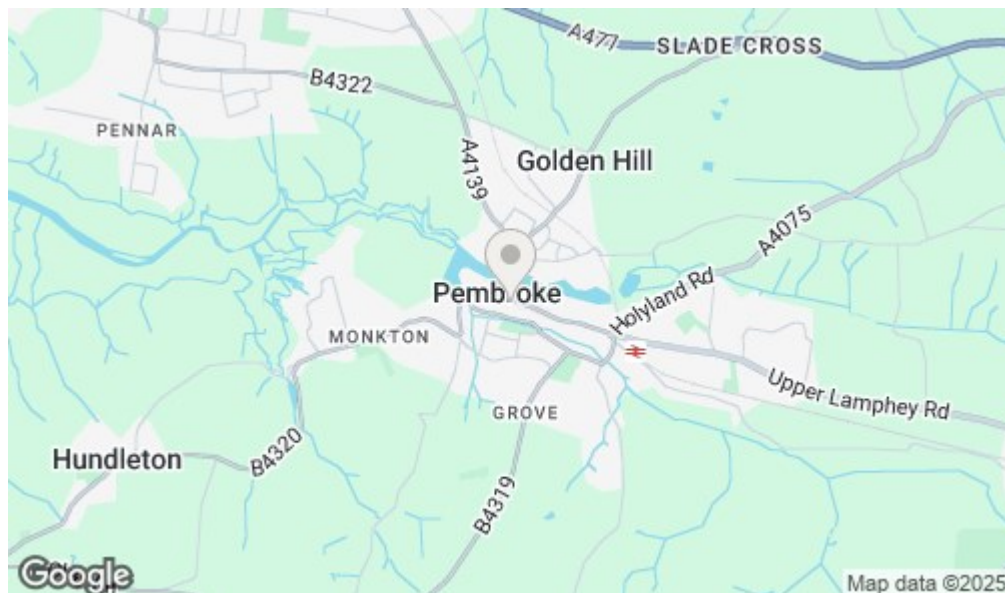 A477
SLADE CROSS
B4322
PENNAR
A4139
Golden Hill
A4075
Holyland Rd
Pembroke
MONKTON
Upper Lamphey Rd
GROVE
B4320
Hundleton
B4319
Google
Map data ©2025